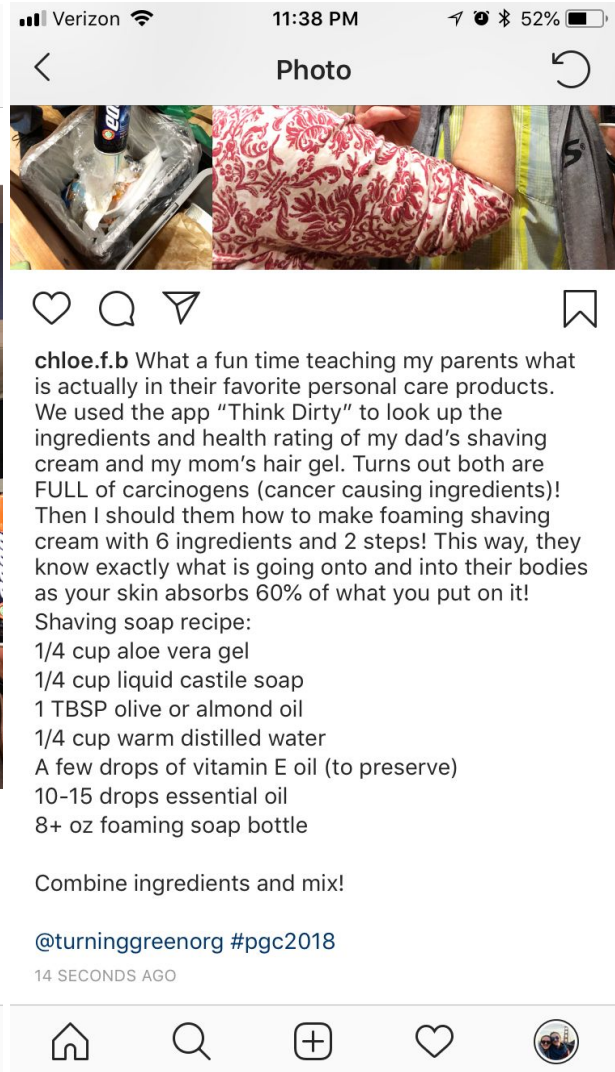 Verizon 11:38 PM 52%
Photo
chloe.f.b What a fun time teaching my parents what
is actually in their favorite personal care products.
We used the app “Think Dirty” to look up the
ingredients and health rating of my dad’s shaving
cream and my mom’s hair gel. Turns out both are
FULL of carcinogens (cancer causing ingredients)!
Then I should them how to make foaming shaving
cream with 6 ingredients and 2 steps! This way, they
know exactly what is going onto and into their bodies
as your skin absorbs 60% of what you put on it!
Shaving soap recipe:
1/4 cup aloe vera gel
1/4 cup liquid castile soap
1 TBSP olive or almond oil
1/4 cup warm distilled water
A few drops of vitamin E oil (to preserve)
10-15 drops essential oil
8+ oz foaming soap bottle
Combine ingredients and mix!
@turninggreenorg #pgc2018
14 SECONDS AGO